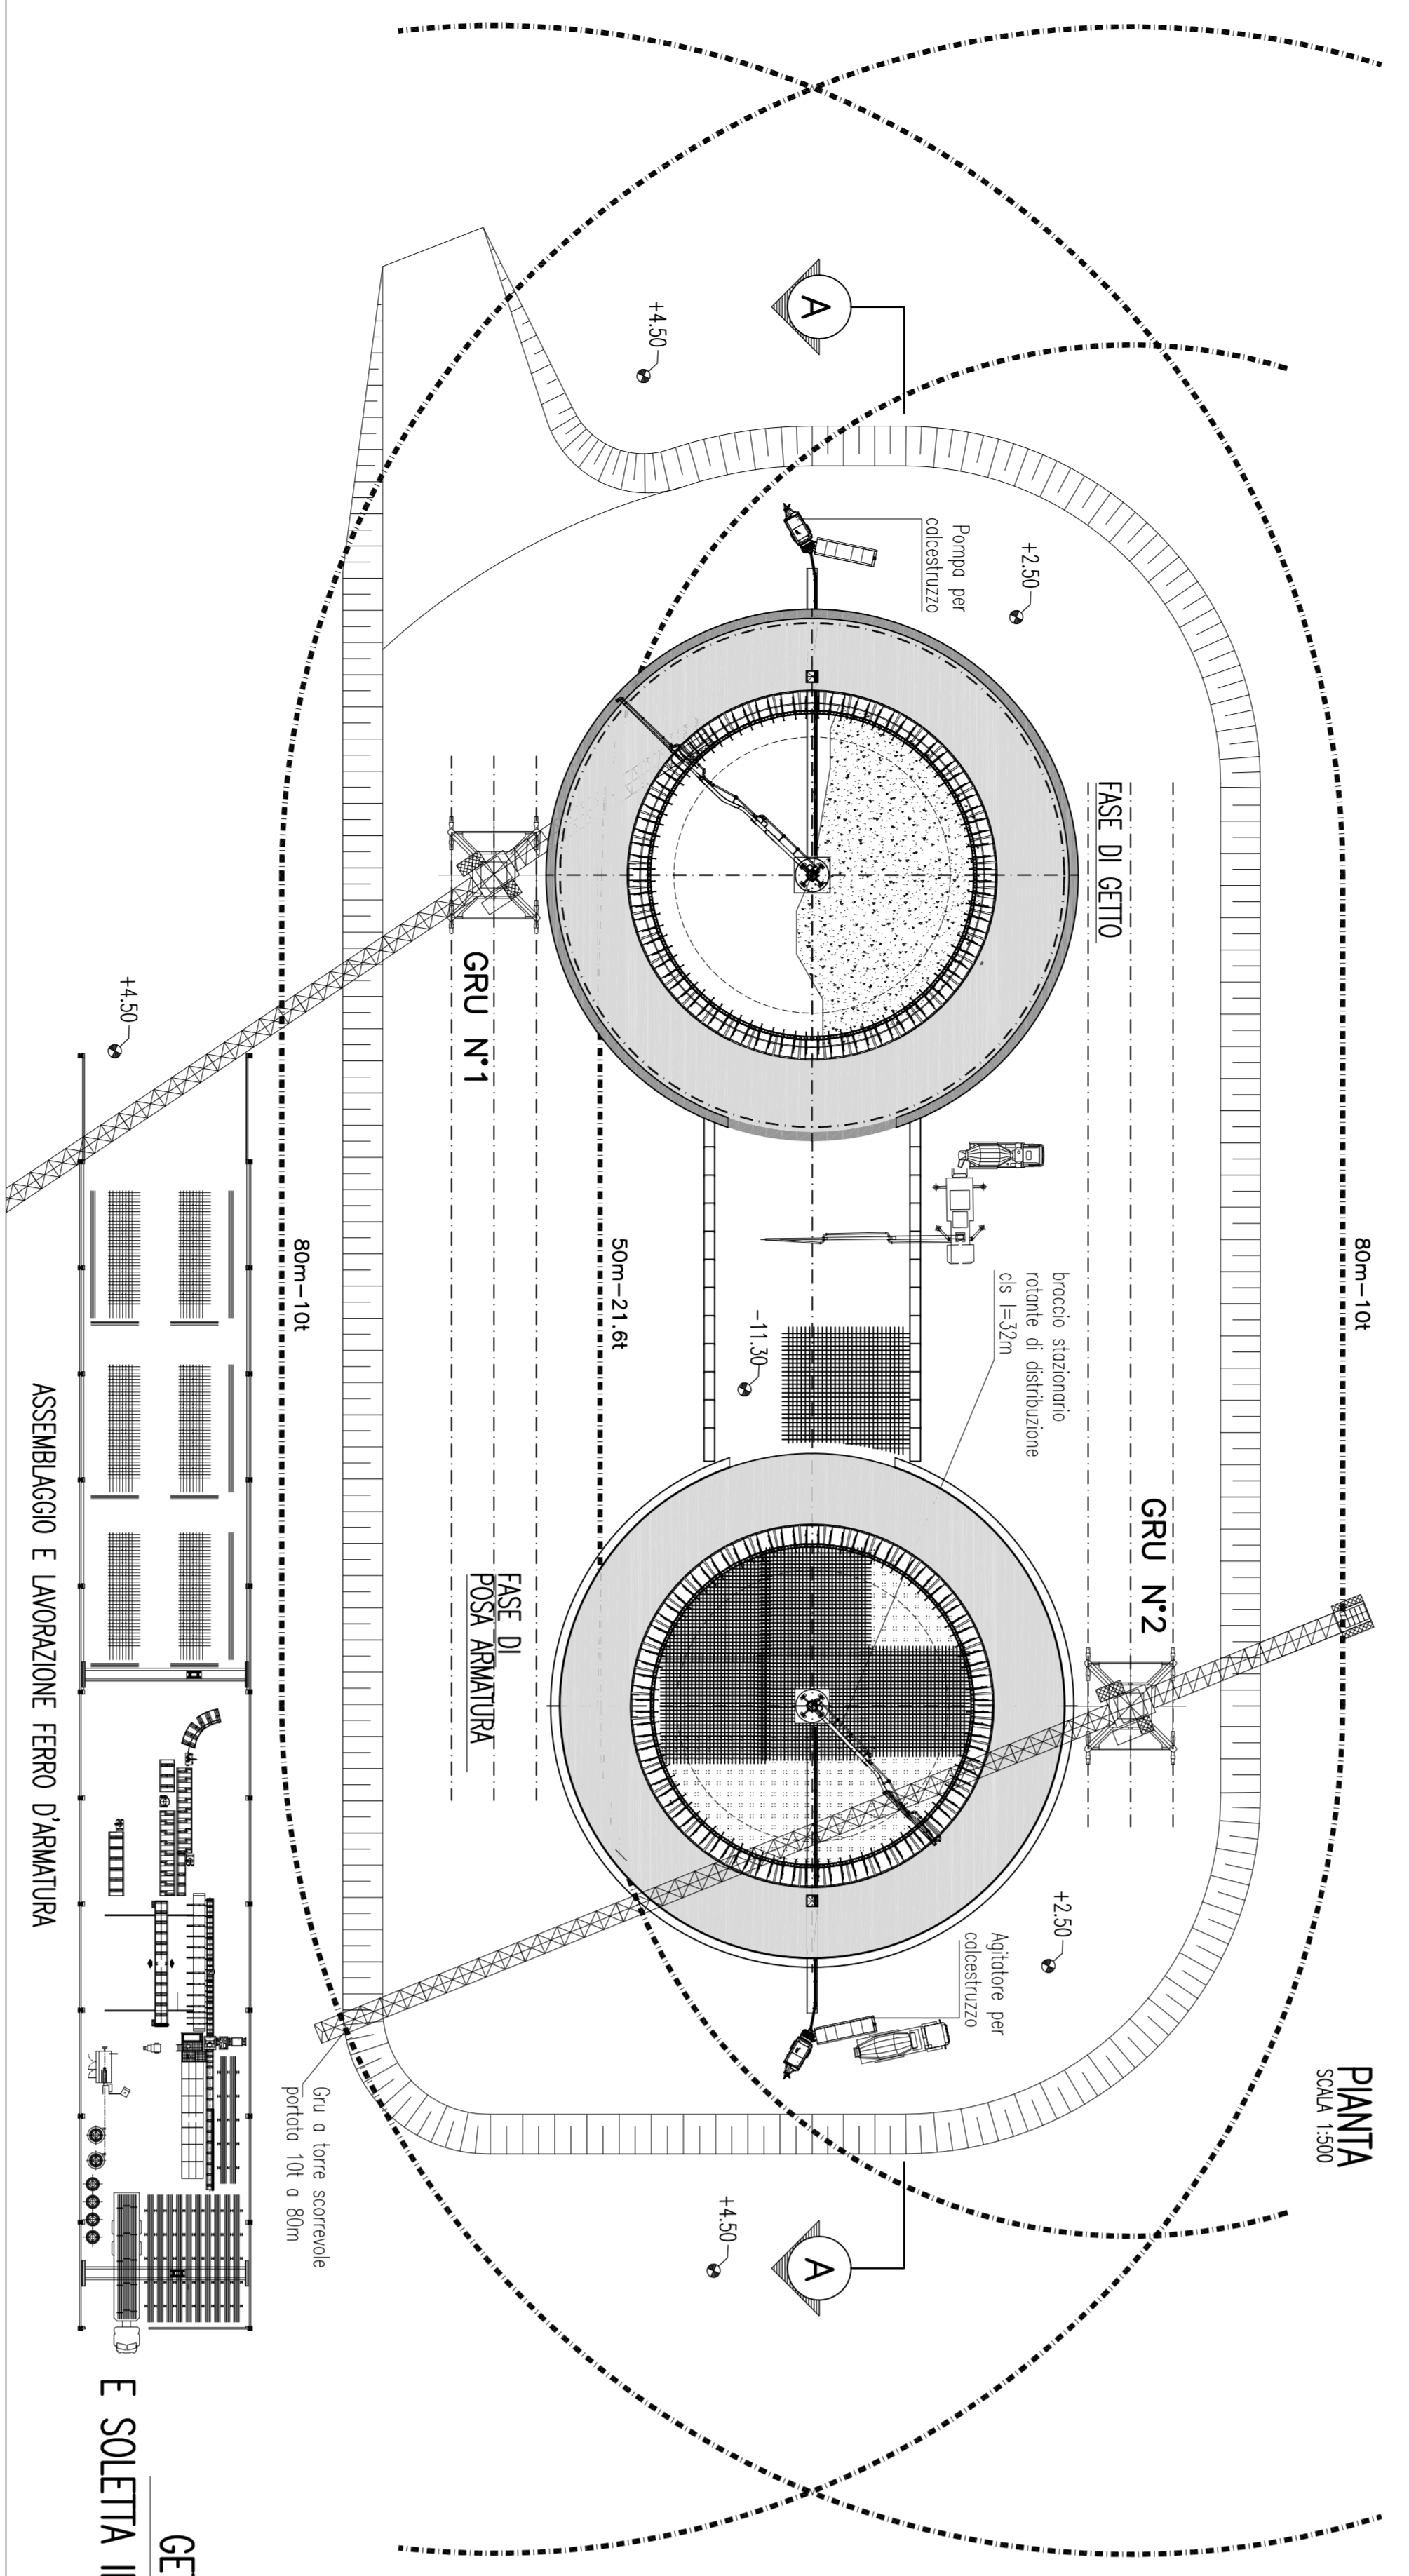 PIANTA
SCALA 1:500
80m-10t
A
+4.50
+2.50
Pompa per
calcestruzzo
FASE DI GETTO
GRU N°1
GRU N°2
braccio stazionario
rotante di distribuzione
cls l=32m
50m-21.6t
-11.30
FASE DI
POSA ARMATURA
+2.50
Agitatore per
calcestruzzo
A
+4.50
80m-10t
+4.50
Gru a torre scorrevole
portata 10t a 80m
ASSEMBLAGGIO E LAVORAZIONE FERRO D'ARMATURA
GET
E SOLETTA